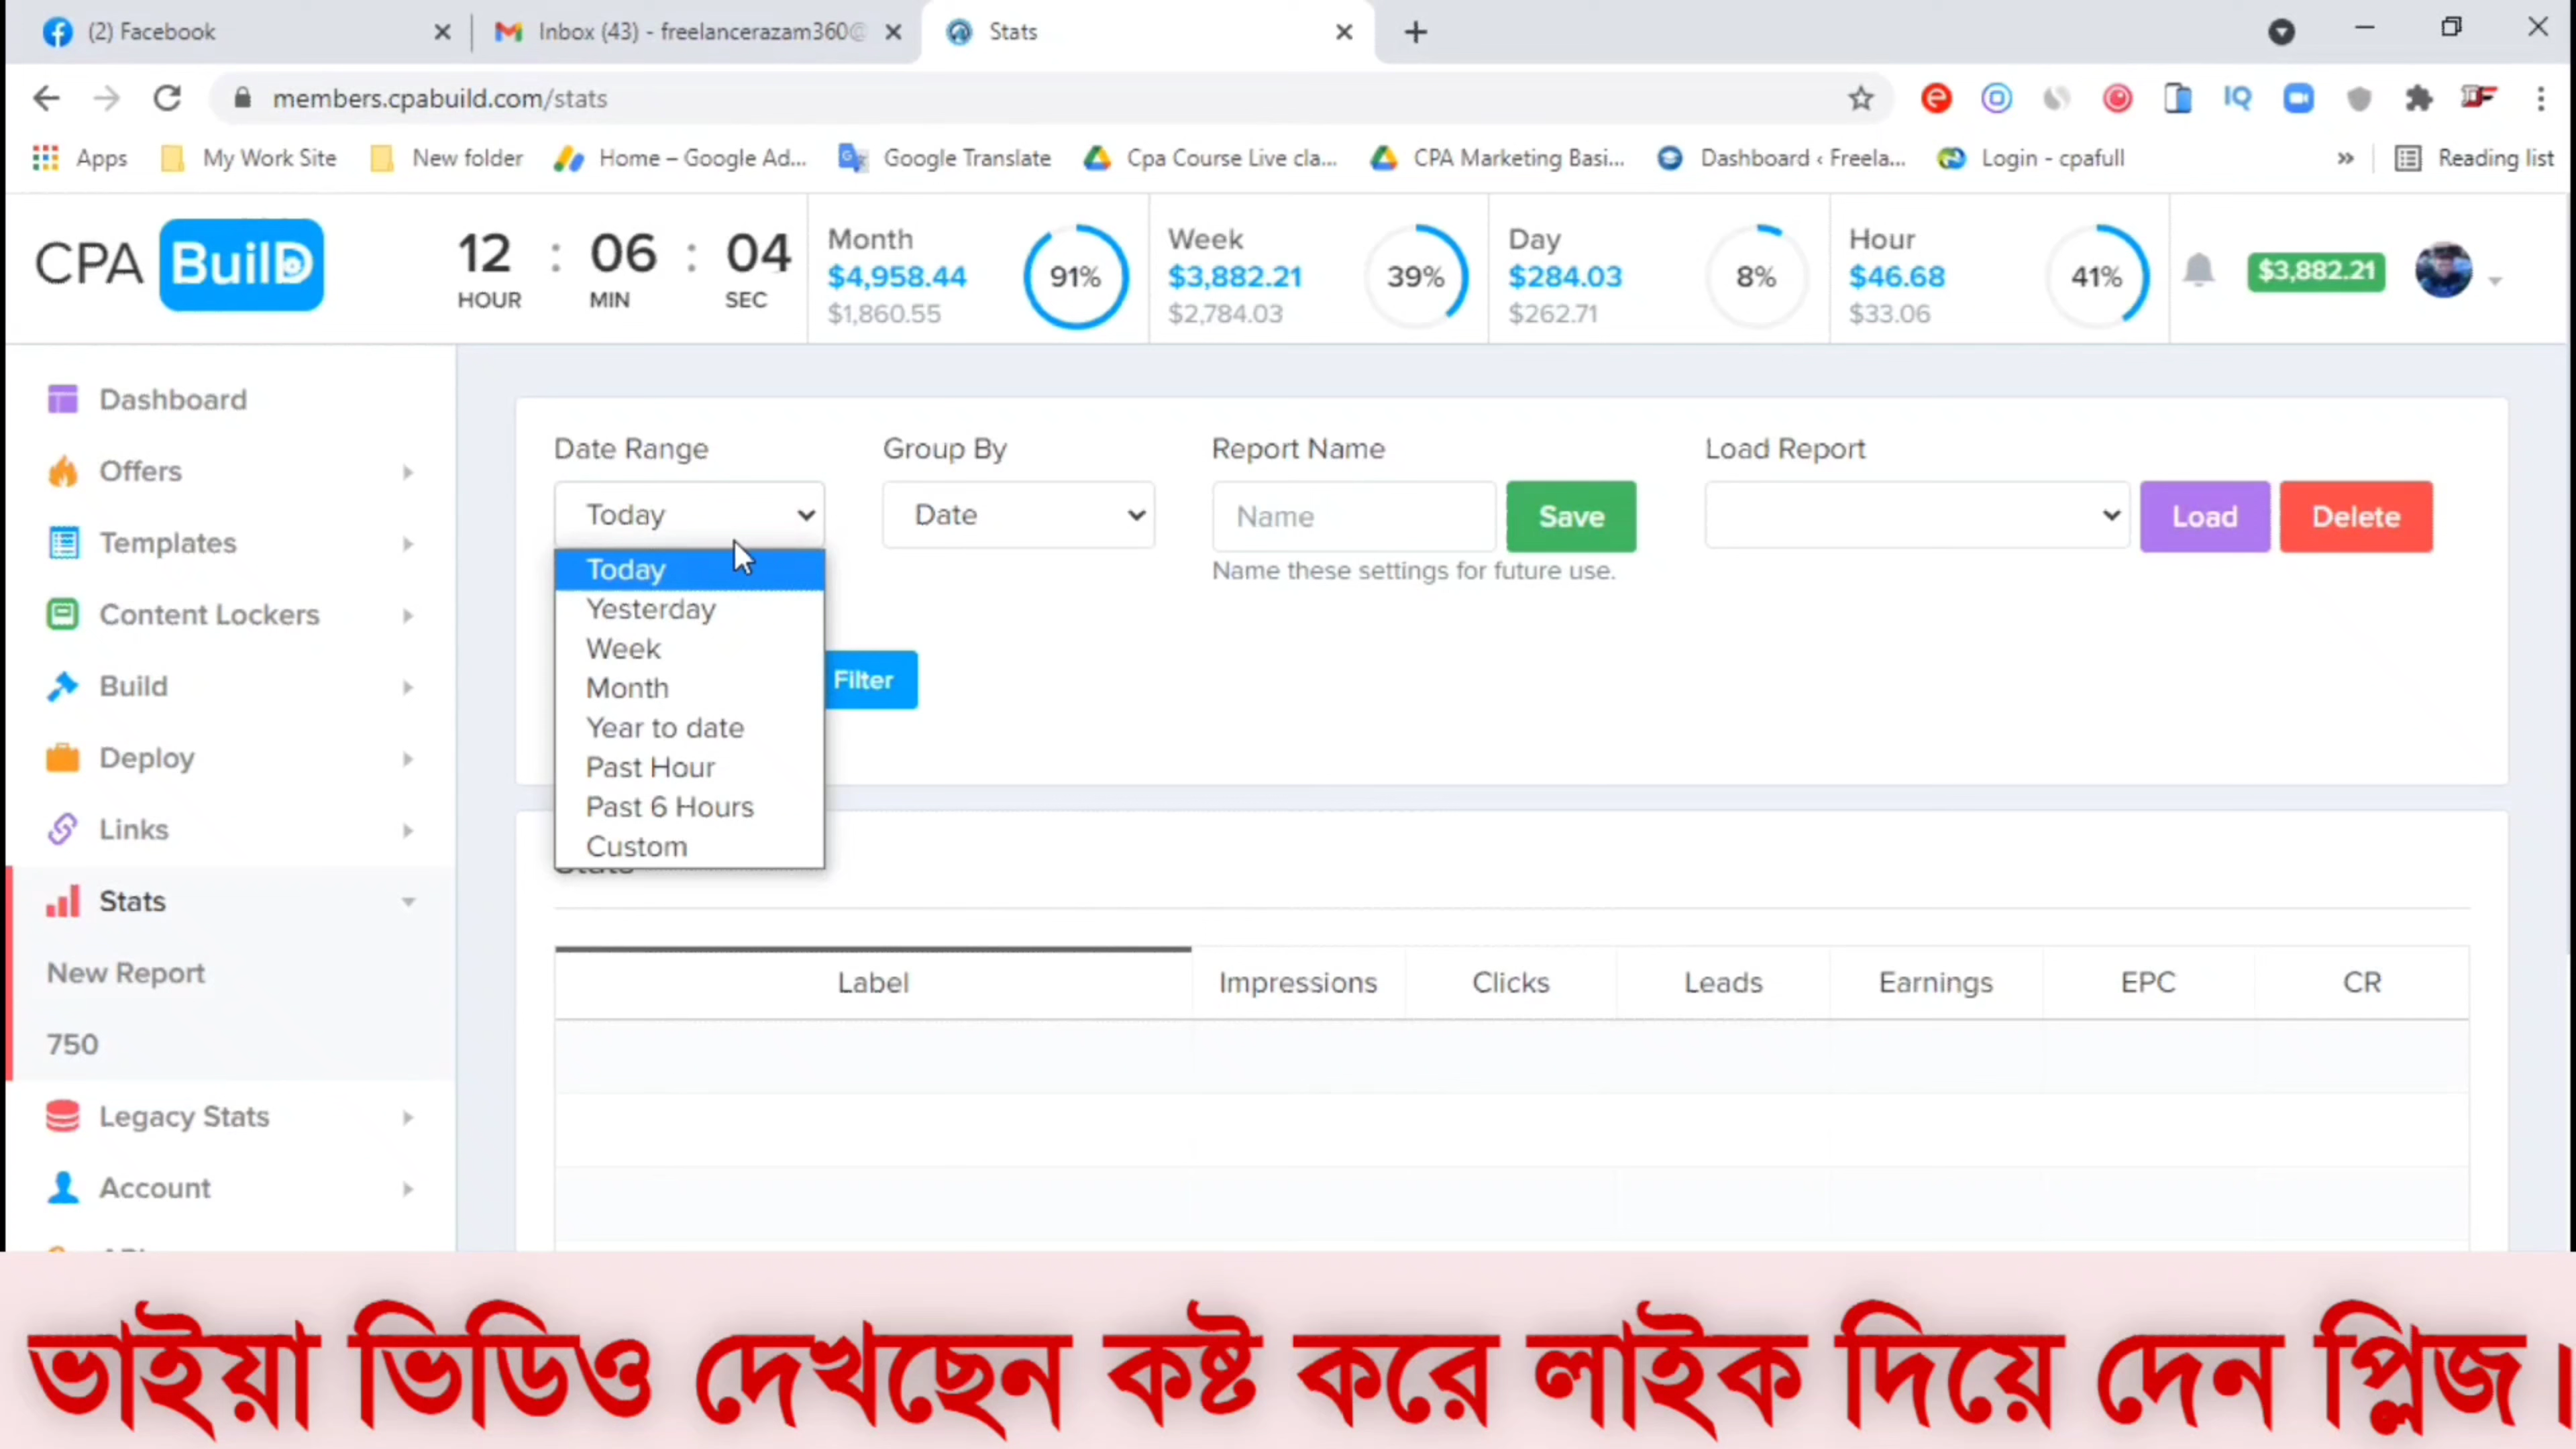 (2) Facebook
Inbox (43) - freelancerazam360@
Stats
members.cpabuild.com/stats
IQ
Apps
My Work Site
New folder
Home – Google Ad...
Google Translate
Cpa Course Live cla...
CPA Marketing Basi...
Dashboard ‹ Freela...
Login - cpafull
»
Reading list
CPA BuilD
12 : 06 : 04
HOUR MIN SEC
Month
$4,958.44
$1,860.55
91%
Week
$3,882.21
$2,784.03
39%
Day
$284.03
$262.71
8%
Hour
$46.68
$33.06
41%
$3,882.21
Dashboard
Offers
Templates
Content Lockers
Build
Deploy
Links
Stats
New Report
750
Legacy Stats
Account
Date Range
Today
Today
Yesterday
Week
Month
Year to date
Past Hour
Past 6 Hours
Custom
Group By
Date
Report Name
Name
Save
Name these settings for future use.
Load Report
Load
Delete
Filter
Stats
Label Impressions Clicks Leads Earnings EPC CR
ভাইয়া ভিডিও দেখছেন কষ্ট করে লাইক দিয়ে দেন প্লিজ।